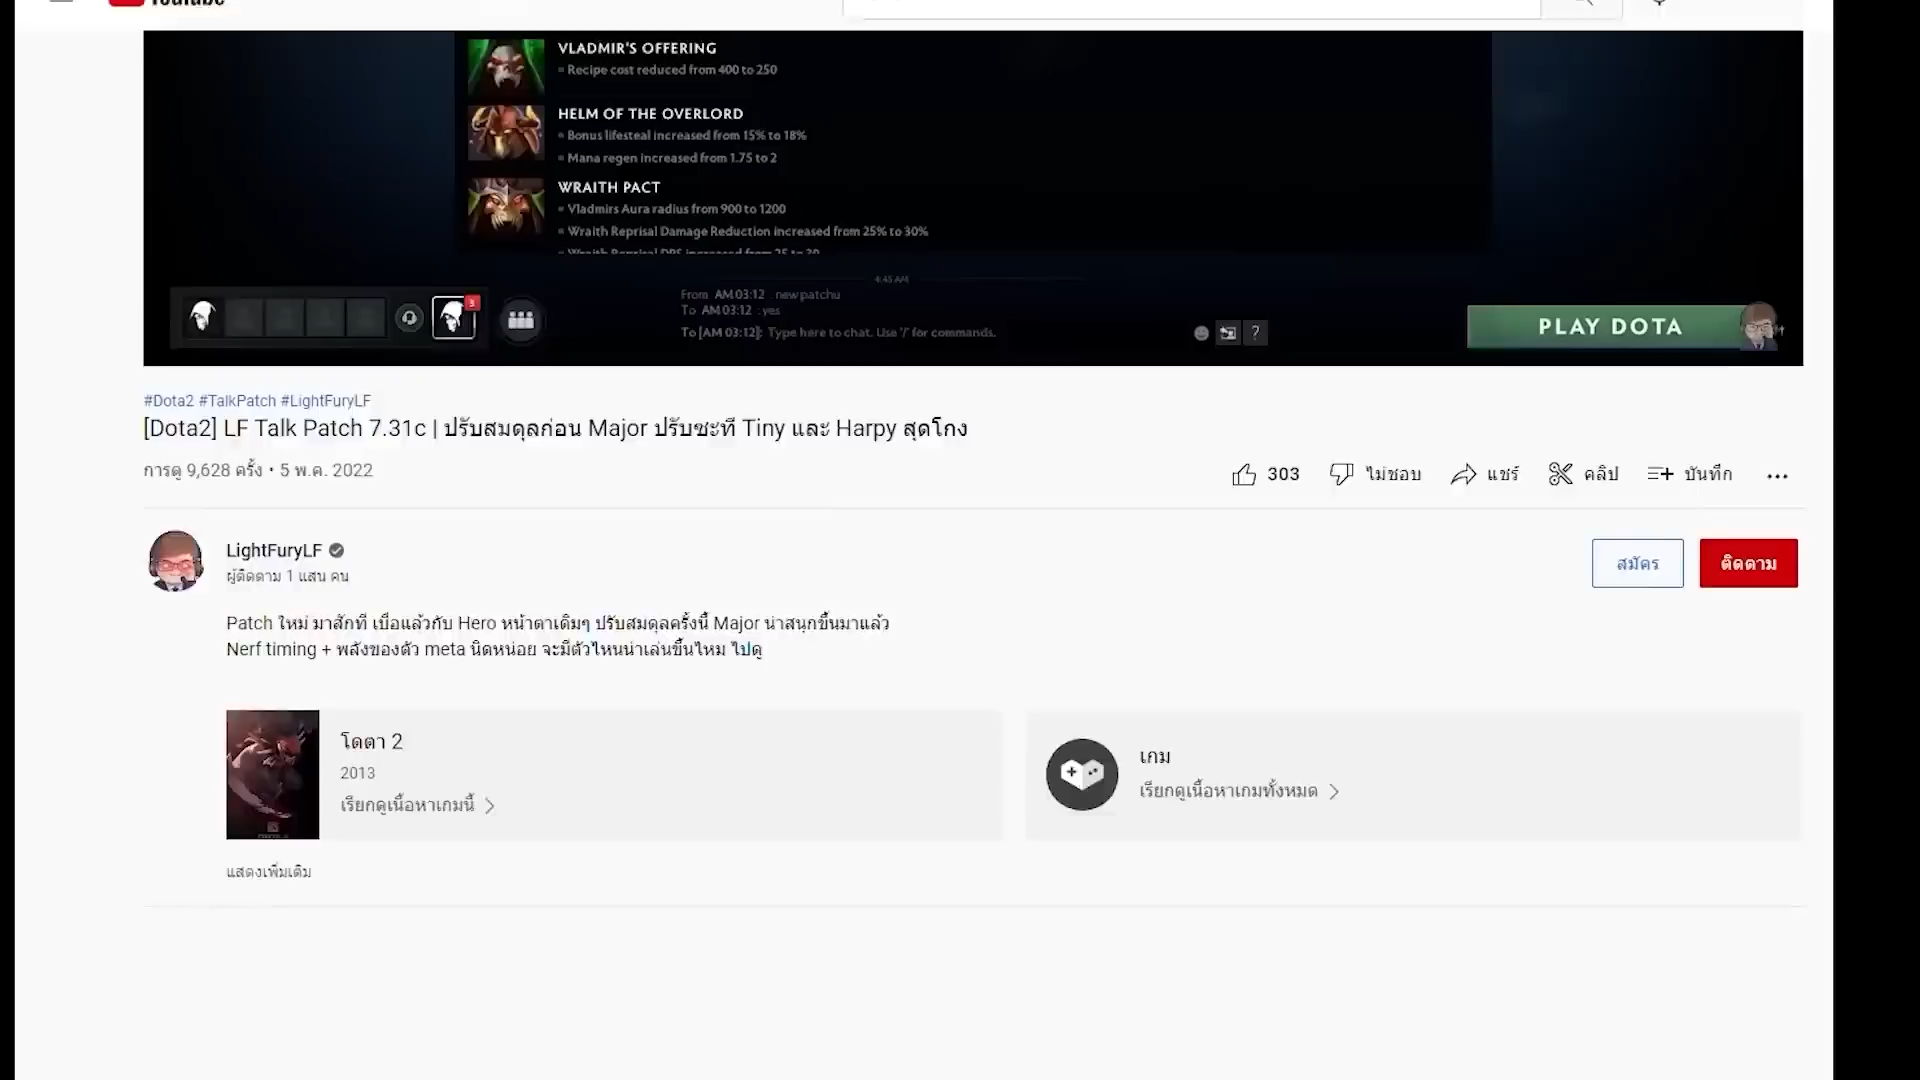 YouTube
VLADMIR'S OFFERING
Recipe cost reduced from 400 to 250
HELM OF THE OVERLORD
Bonus lifesteal increased from 15% to 18%
Mana regen increased from 1.75 to 2
WRAITH PACT
Vladmirs Aura radius from 900 to 1200
Wraith Reprisal Damage Reduction increased from 25% to 30%
Wraith Reprisal DPS increased from 25 to 30
4:45 AM
From AM 03:12 : new patchu
To AM 03:12 : yes
To [AM 03:12]: Type here to chat. Use '/' for commands.
3
?
PLAY DOTA
#Dota2 #TalkPatch #LightFuryLF
[Dota2] LF Talk Patch 7.31c | ปรับสมดุลก่อน Major ปรับซะที Tiny และ Harpy สุดโกง
การดู 9,628 ครั้ง • 5 พ.ค. 2022
303 ไม่ชอบ แชร์ คลิป บันทึก ...
LightFuryLF
ผู้ติดตาม 1 แสน คน
สมัคร
ติดตาม
Patch ใหม่ มาสักที เบื่อแล้วกับ Hero หน้าตาเดิมๆ ปรับสมดุลครั้งนี้ Major น่าสนุกขึ้นมาแล้ว
Nerf timing + พลังของตัว meta นิดหน่อย จะมีตัวไหนน่าเล่นขึ้นไหม ไปดู
โดตา 2
2013
เรียกดูเนื้อหาเกมนี้
เกม
เรียกดูเนื้อหาเกมทั้งหมด
แสดงเพิ่มเติม